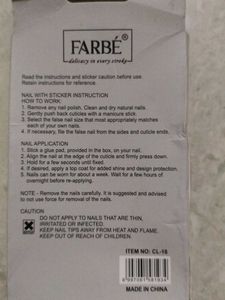 FARBÉ®
delicacy in every stroke
Read the instructions and sticker caution before use.
Retain instructions for reference.
NAIL WITH STICKER INSTRUCTION
HOW TO WORK:
1. Remove any nail polish. Clean and dry natural nails.
2. Gently push back cuticles with a manicure stick.
3. Select the false nail size that most appropriately matches
each of your own nails.
4. If necessary, file the false nail from the sides and cuticle ends.
NAIL APPLICATION
1. Stick a glue pad, provided in the box, on your nail.
2. Align the nail at the edge of the cuticle and firmly press down.
3. Hold for a few seconds until fixed.
4. If desired, apply a top coat for added shine and design protection.
5. Nails can be worn for about a week. Wait for a few hours if
overnight before re-applying.
NOTE - Remove the nails carefully. It is suggested and advised
to not use force for removal of the nails.
CAUTION
DO NOT APPLY TO NAILS THAT ARE THIN,
IRRITATED OR INFECTED.
KEEP NAIL TIPS AWAY FROM HEAT AND FLAME.
KEEP OUT OF REACH OF CHILDREN.
ITEM NO: CL-16